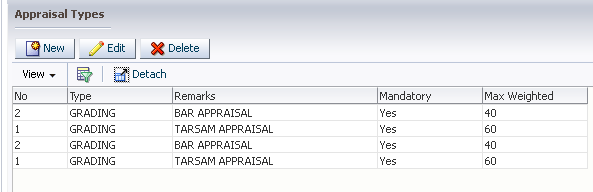 Appraisal Types
New Edit Delete
View Detach
No Type Remarks Mandatory Max Weighted
2 GRADING BAR APPRAISAL Yes 40
1 GRADING TARSAM APPRAISAL Yes 60
2 GRADING BAR APPRAISAL Yes 40
1 GRADING TARSAM APPRAISAL Yes 60